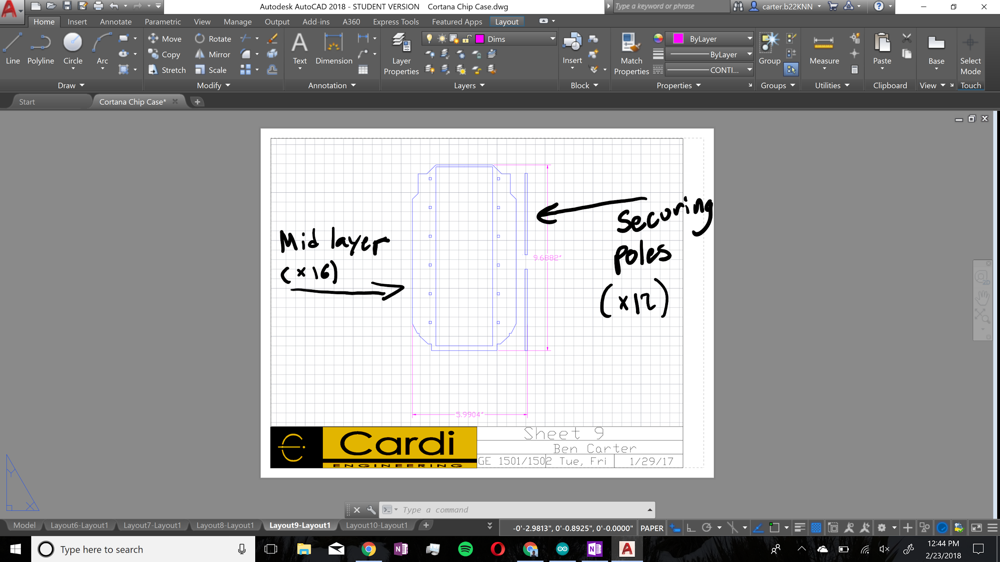 Autodesk AutoCAD 2018 - STUDENT VERSION Cortana Chip Case.dwg
Type a keyword or phrase
carter.b22KNN
Home Insert Annotate Parametric View Manage Output Add-ins A360 Express Tools Featured Apps Layout
Line Polyline Circle Arc
Move Rotate
Copy Mirror
Stretch Scale
Text Dimension
Layer Properties
Dims
Insert
Match Properties
ByLayer
ByLayer
CONTI...
Group
Measure
Paste
Base
Select Mode
Draw Modify Annotation Layers Block Properties Groups Utilities Clipboard View Touch
Start Cortana Chip Case*
securing
Mid layer
poles
9.6882"
(x16)
(x12)
2D
5.9904"
Cardi
ENGINEERING
Sheet 9
Ben Carter
GE 1501/1502 Tue, Fri 1/29/17
Y
X
Type a command
Model Layout6-Layout1 Layout7-Layout1 Layout8-Layout1 Layout9-Layout1 Layout10-Layout1
-0'-2.9813", 0'-0.8925", 0'-0.0000" PAPER
Type here to search
12:44 PM
2/23/2018